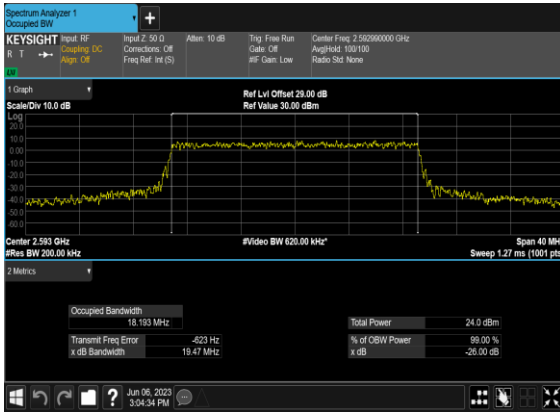 Spectrum Analyzer 1
Occupied BW
+
KEYSIGHT
R T
LW
Input: RF
Coupling: DC
Align: Off
Input Z: 50 Ω
Corrections: Off
Freq Ref: Int (S)
Atten: 10 dB
Trig: Free Run
Gate: Off
#IF Gain: Low
Center Freq: 2.592990000 GHz
Avg|Hold: 100/100
Radio Std: None
1 Graph
Scale/Div 10.0 dB
Ref Lvl Offset 29.00 dB
Ref Value 30.00 dBm
Log
20.0
10.0
0.00
-10.0
-20.0
-30.0
-40.0
-50.0
-60.0
Center 2.593 GHz
#Res BW 200.00 kHz
#Video BW 620.00 kHz*
Span 40 MH
Sweep 1.27 ms (1001 pts
2 Metrics
Occupied Bandwidth
18.193 MHz
Transmit Freq Error -623 Hz
x dB Bandwidth 19.47 MHz
Total Power 24.0 dBm
% of OBW Power 99.00 %
x dB -26.00 dB
?
Jun 06, 2023
3:04:34 PM